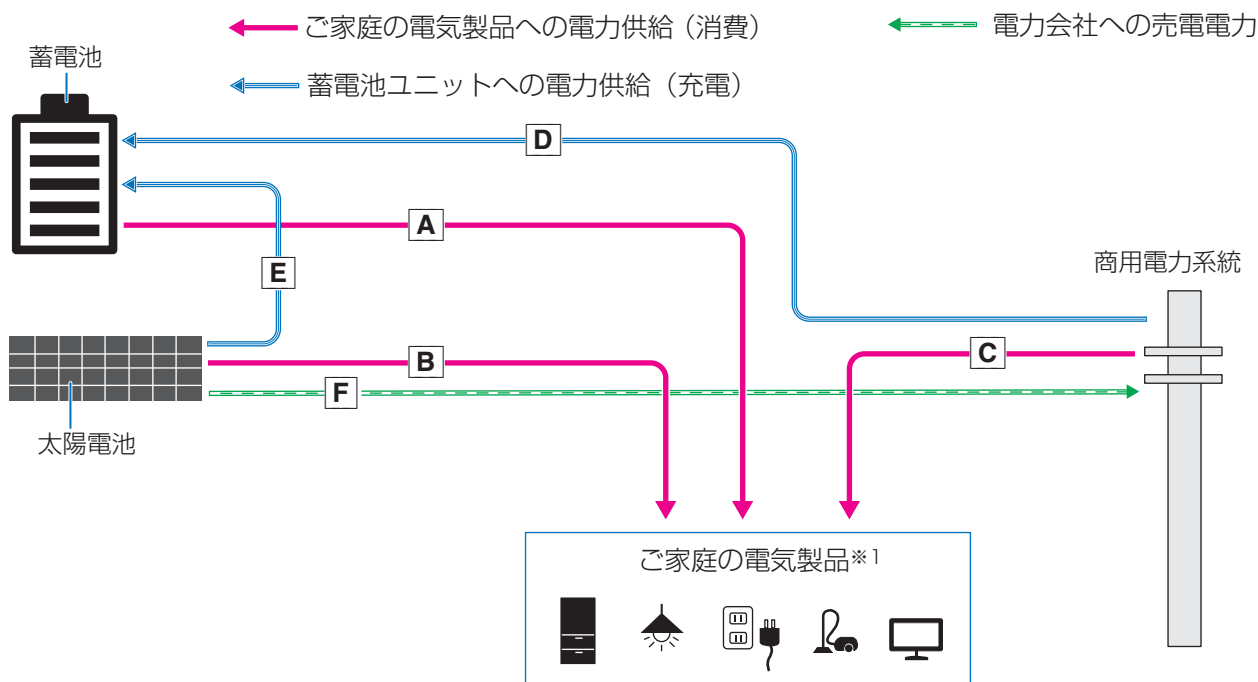 ご家庭の電気製品への電力供給（消費）
電力会社への売電電力
蓄電池
蓄電池ユニットへの電力供給（充電）
D
A
E
商用電力系統
B
C
F
太陽電池
ご家庭の電気製品※1